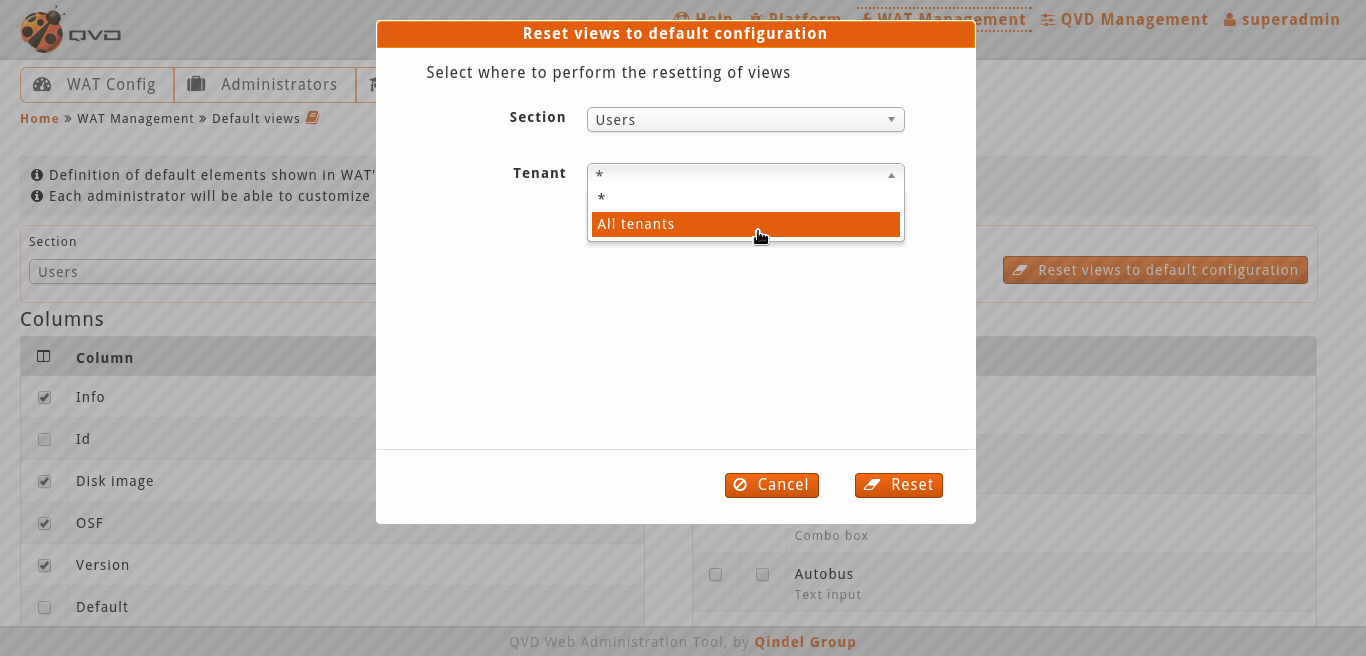 QVD
Help
Platform
WAT Management
QVD Management
superadmin
Reset views to default configuration
Select where to perform the resetting of views
Section
Users
Tenant
*
*
All tenants
Cancel
Reset
WAT Config
Administrators
Home » WAT Management » Default views
Definition of default elements shown in WAT'
Each administrator will be able to customize
Section
Users
Reset views to default configuration
Columns
Column
Info
Id
Disk image
OSF
Version
Default
Combo box
Autobus
Text input
QVD Web Administration Tool, by Qindel Group